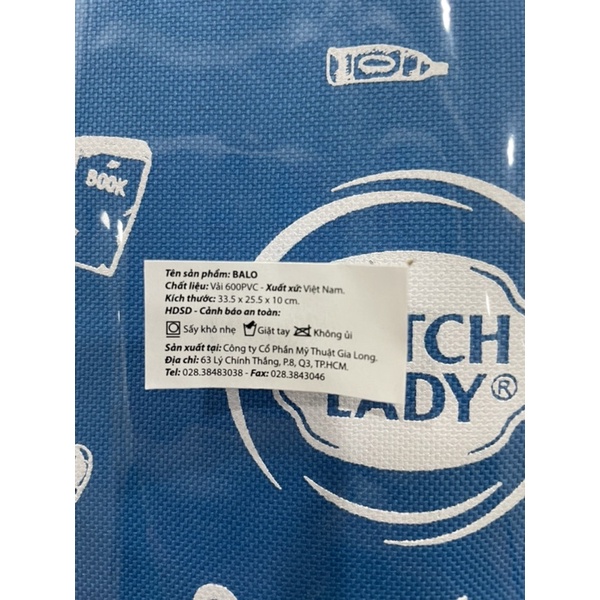 BOOK
Tên sản phẩm: BALO
Chất liệu: Vải 600PVC - Xuất xứ: Việt Nam.
Kích thước: 33.5 x 25.5 x 10 cm.
HDSD - Cảnh báo an toàn:
Sấy khô nhẹ Giặt tay Không ủi
Sản xuất tại: Công ty Cổ Phần Mỹ Thuật Gia Long.
Địa chỉ: 63 Lý Chính Thắng, P.8, Q3, TP.HCM.
Tel: 028.38483038 - Fax: 028.3843046
TCH
LADY®